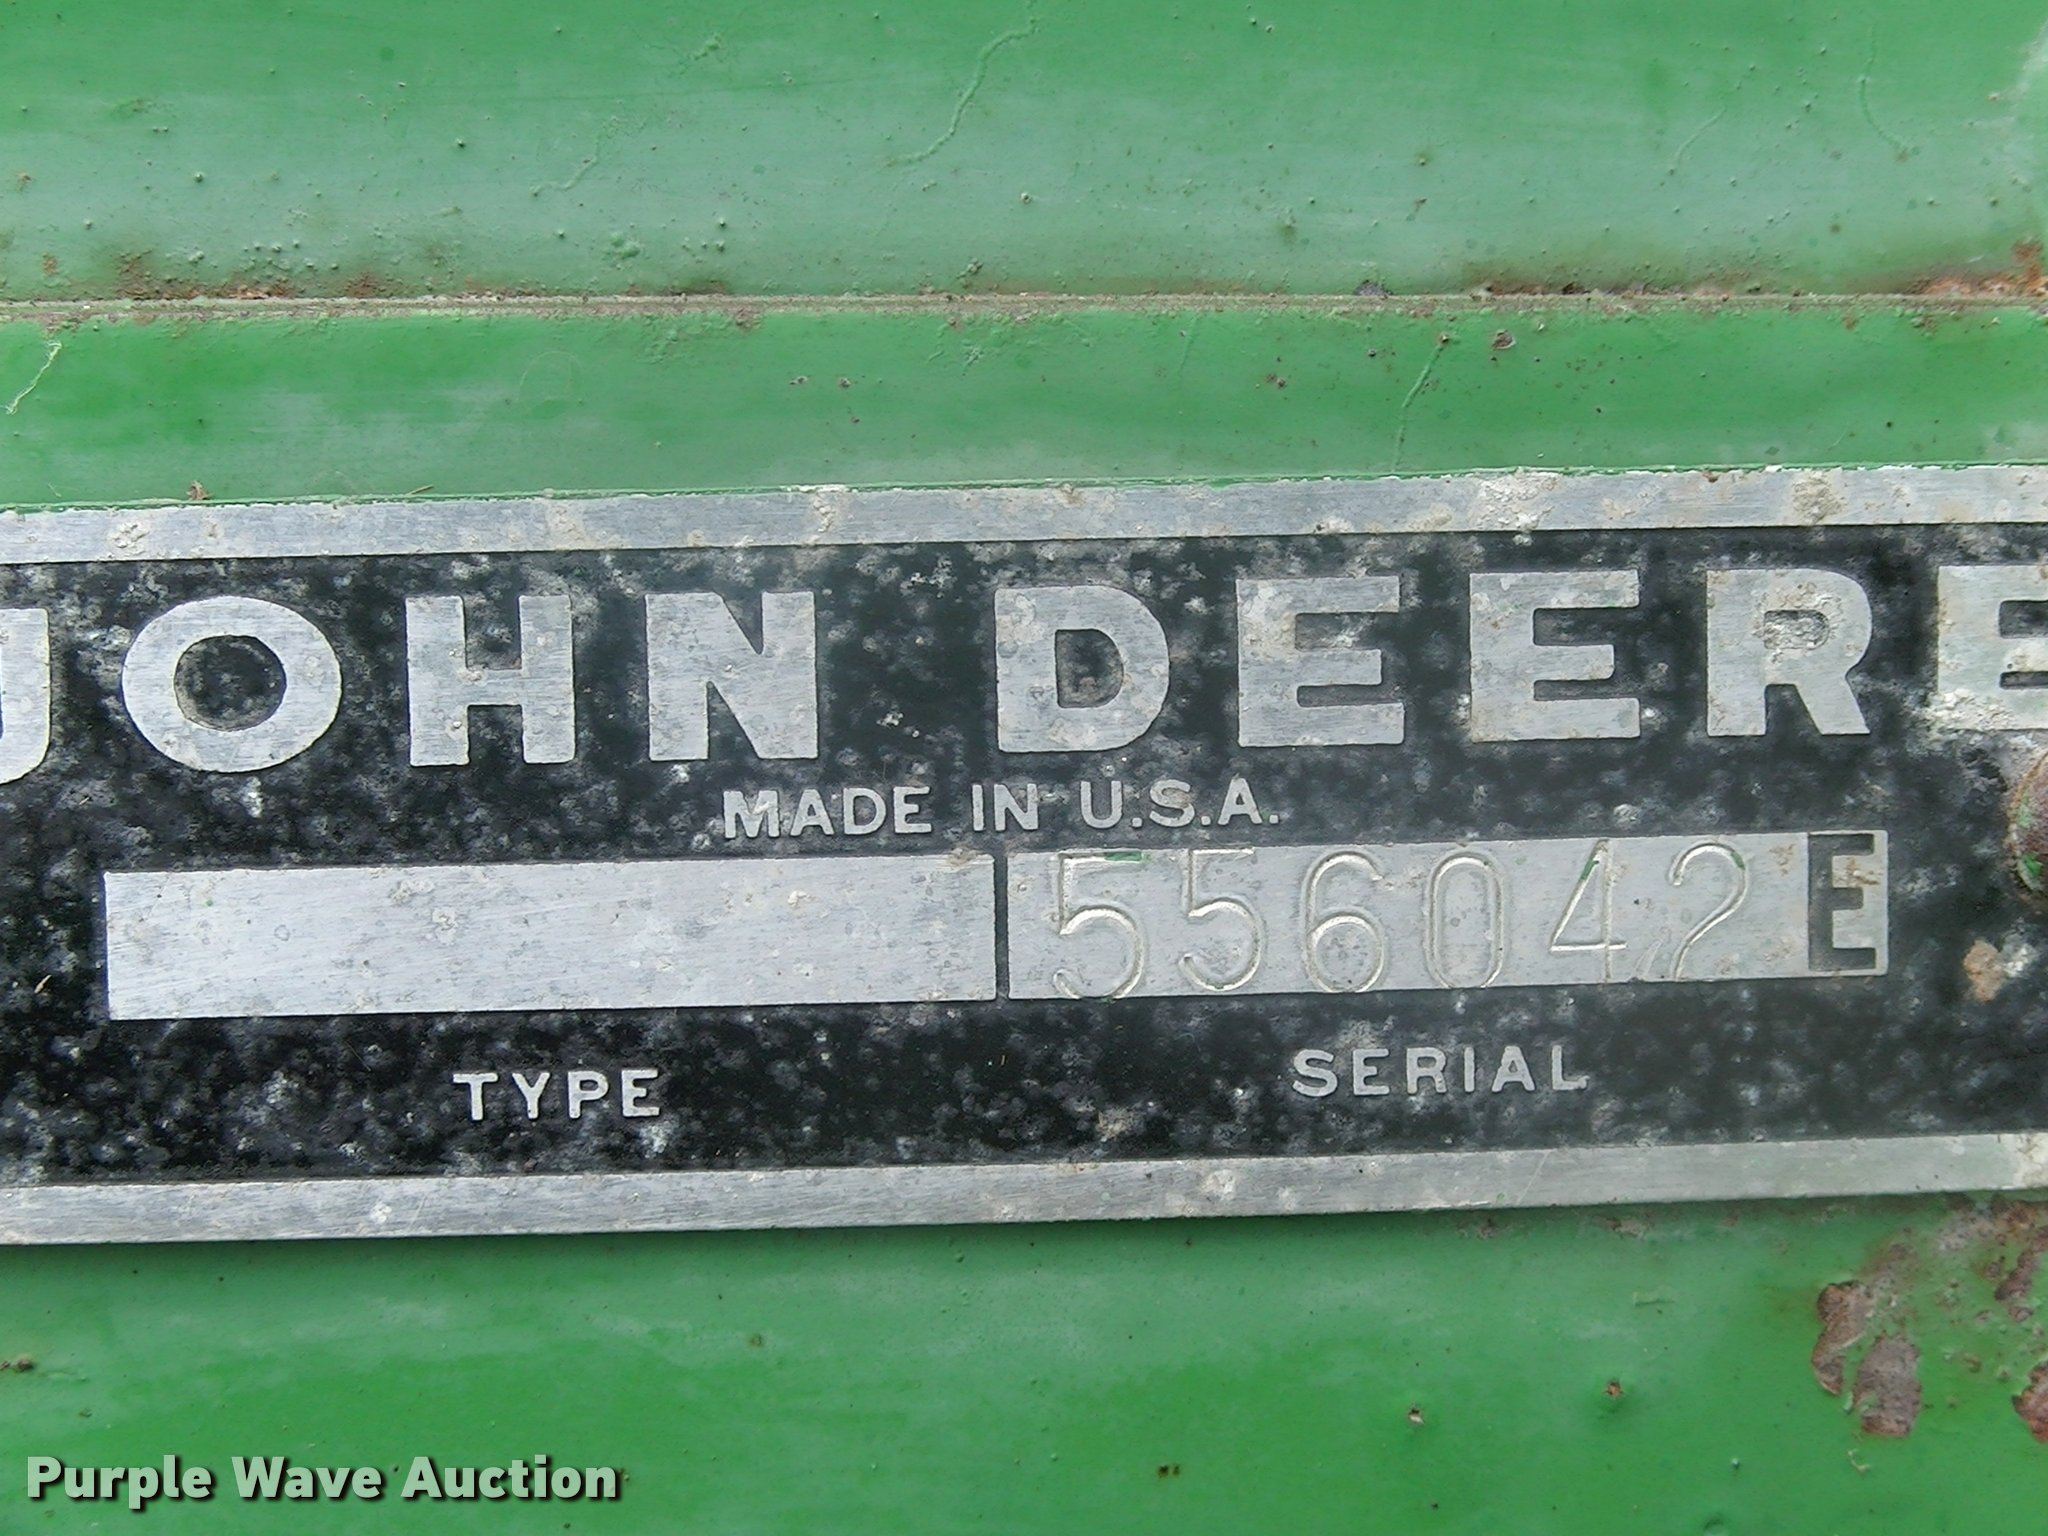 JOHN DEERE
MADE IN U.S.A.
556042 E
TYPE SERIAL
Purple Wave Auction